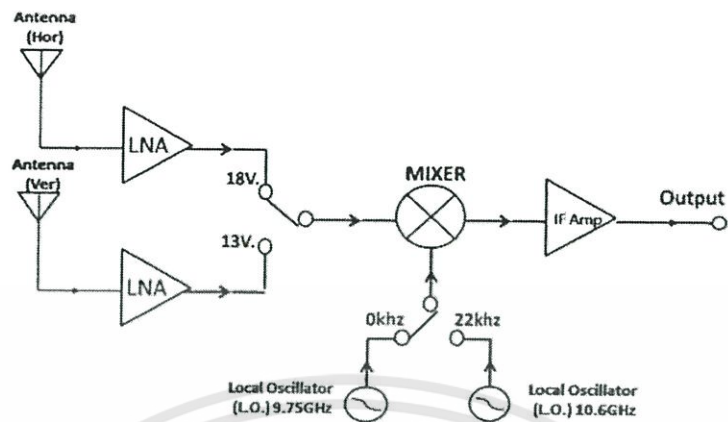 Antenna
(Hor)
LNA
Antenna
(Ver)
18V.
MIXER
IF Amp
Output
13V.
LNA
0khz
22khz
Local Oscillator
(L.O.) 9.75GHz
Local Oscillator
(L.O.) 10.6GHz